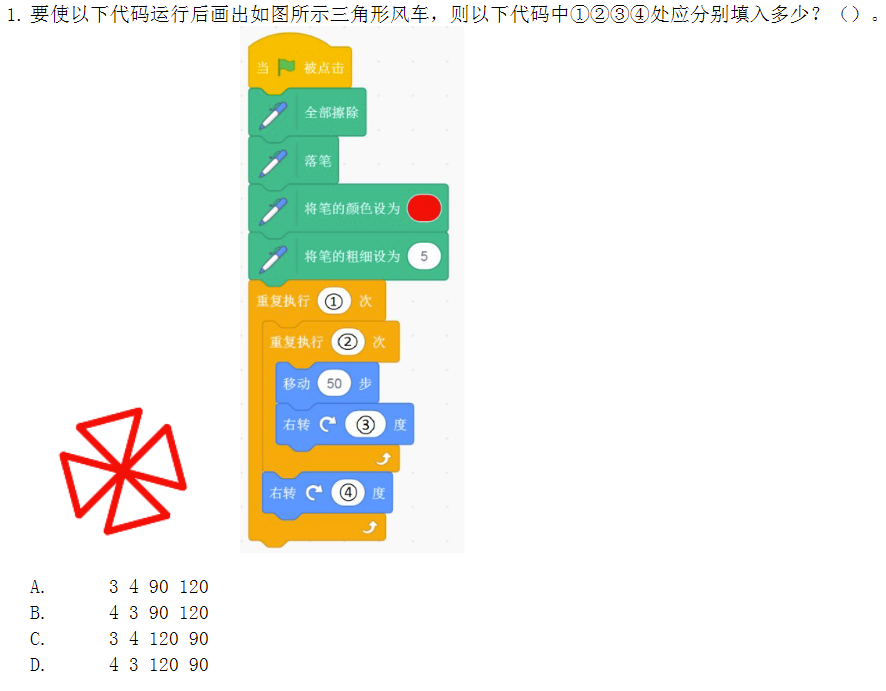 1. 要使以下代码运行后画出如图所示三角形风车，则以下代码中①②③④处应分别填入多少？（）。
当 被点击
全部擦除
落笔
将笔的颜色设为
将笔的粗细设为 5
重复执行 ① 次
重复执行 ② 次
移动 50 步
右转 ③ 度
右转 ④ 度
A. 3 4 90 120
B. 4 3 90 120
C. 3 4 120 90
D. 4 3 120 90